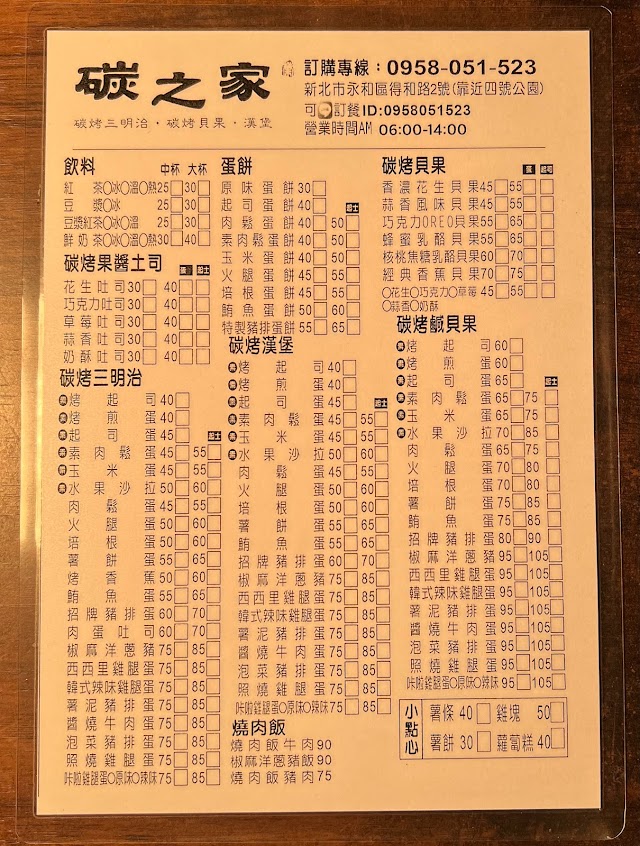 碳之家
碳烤三明治・碳烤貝果・漢堡
訂購專線：0958-051-523
新北市永和區得和路2號(靠近四號公園)
可 訂餐ID:0958051523
營業時間AM 06:00-14:00
飲料 中杯 大杯
紅茶○冰○溫○熱25 30
豆漿○冰 25 30
豆漿紅茶○冰○溫 25 30
鮮奶茶○冰○溫○熱30 40
碳烤果醬土司 蛋 起士
花生吐司30 40
巧克力吐司30 40
草莓吐司30 40
蒜香吐司30 40
奶酥吐司30 40
碳烤三明治
素烤起司40
素烤煎蛋40
素起司蛋45 起士
素素肉鬆蛋45 55
素玉米蛋45 55
素水果沙拉50 60
肉鬆蛋45 55
火腿蛋50 60
培根蛋50 60
薯餅蛋55 65
烤香蕉50 60
鮪魚蛋55 65
招牌豬排蛋60 70
肉蛋吐司60 70
椒麻洋蔥豬75 85
西西里雞腿蛋75 85
韓式辣味雞腿蛋75 85
薯泥豬排蛋75 85
醬燒牛肉蛋75 85
泡菜豬排蛋75 85
照燒雞腿蛋75 85
咔啦雞腿蛋○原味○辣味75 85
蛋餅
原味蛋餅30
起司蛋餅40 起士
肉鬆蛋餅40 50
素肉鬆蛋餅40 50
玉米蛋餅40 50
火腿蛋餅45 55
培根蛋餅45 55
鮪魚蛋餅50 60
特製豬排蛋餅55 65
碳烤漢堡
素烤起司40
素烤煎蛋40
素起司蛋45 起士
素素肉鬆蛋45 55
素玉米蛋45 55
素水果沙拉50 60
肉鬆蛋45 55
火腿蛋50 60
培根蛋50 60
薯餅蛋55 65
鮪魚蛋55 65
招牌豬排蛋60 70
椒麻洋蔥豬75 85
西西里雞腿蛋75 85
韓式辣味雞腿蛋75 85
薯泥豬排蛋75 85
醬燒牛肉蛋75 85
泡菜豬排蛋75 85
照燒雞腿蛋75 85
咔啦雞腿蛋○原味○辣味75 85
燒肉飯
燒肉飯牛肉90
椒麻洋蔥豬飯90
燒肉飯豬肉75
碳烤貝果 蛋 起司
香濃花生貝果45 55
蒜香風味貝果45 55
巧克力OREO貝果55 65
蜂蜜乳酪貝果55 65
核桃焦糖乳酪貝果60 70
經典香蕉貝果70 75
○花生○巧克力○草莓 45 55
○蒜香○奶酥
碳烤鹹貝果
素烤起司60
素烤煎蛋60
素起司蛋65 起士
素素肉鬆蛋65 75
素玉米蛋65 75
素水果沙拉70 80
肉鬆蛋65 75
火腿蛋70 80
培根蛋70 80
薯餅蛋75 85
鮪魚蛋75 85
招牌豬排蛋80 90
椒麻洋蔥豬95 105
西西里雞腿蛋95 105
韓式辣味雞腿蛋95 105
薯泥豬排蛋95 105
醬燒牛肉蛋95 105
泡菜豬排蛋95 105
照燒雞腿蛋95 105
咔啦雞腿蛋○原味○辣味95 105
小點心
薯條40 雞塊50
薯餅30 蘿蔔糕40